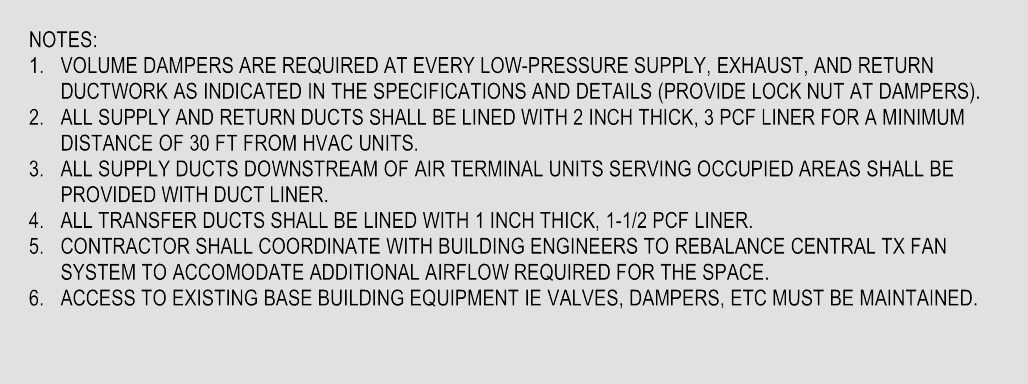 NOTES:
1. VOLUME DAMPERS ARE REQUIRED AT EVERY LOW-PRESSURE SUPPLY, EXHAUST, AND RETURN
DUCTWORK AS INDICATED IN THE SPECIFICATIONS AND DETAILS (PROVIDE LOCK NUT AT DAMPERS).
2. ALL SUPPLY AND RETURN DUCTS SHALL BE LINED WITH 2 INCH THICK, 3 PCF LINER FOR A MINIMUM
DISTANCE OF 30 FT FROM HVAC UNITS.
3. ALL SUPPLY DUCTS DOWNSTREAM OF AIR TERMINAL UNITS SERVING OCCUPIED AREAS SHALL BE
PROVIDED WITH DUCT LINER.
4. ALL TRANSFER DUCTS SHALL BE LINED WITH 1 INCH THICK, 1-1/2 PCF LINER.
5. CONTRACTOR SHALL COORDINATE WITH BUILDING ENGINEERS TO REBALANCE CENTRAL TX FAN
SYSTEM TO ACCOMODATE ADDITIONAL AIRFLOW REQUIRED FOR THE SPACE.
6. ACCESS TO EXISTING BASE BUILDING EQUIPMENT IE VALVES, DAMPERS, ETC MUST BE MAINTAINED.